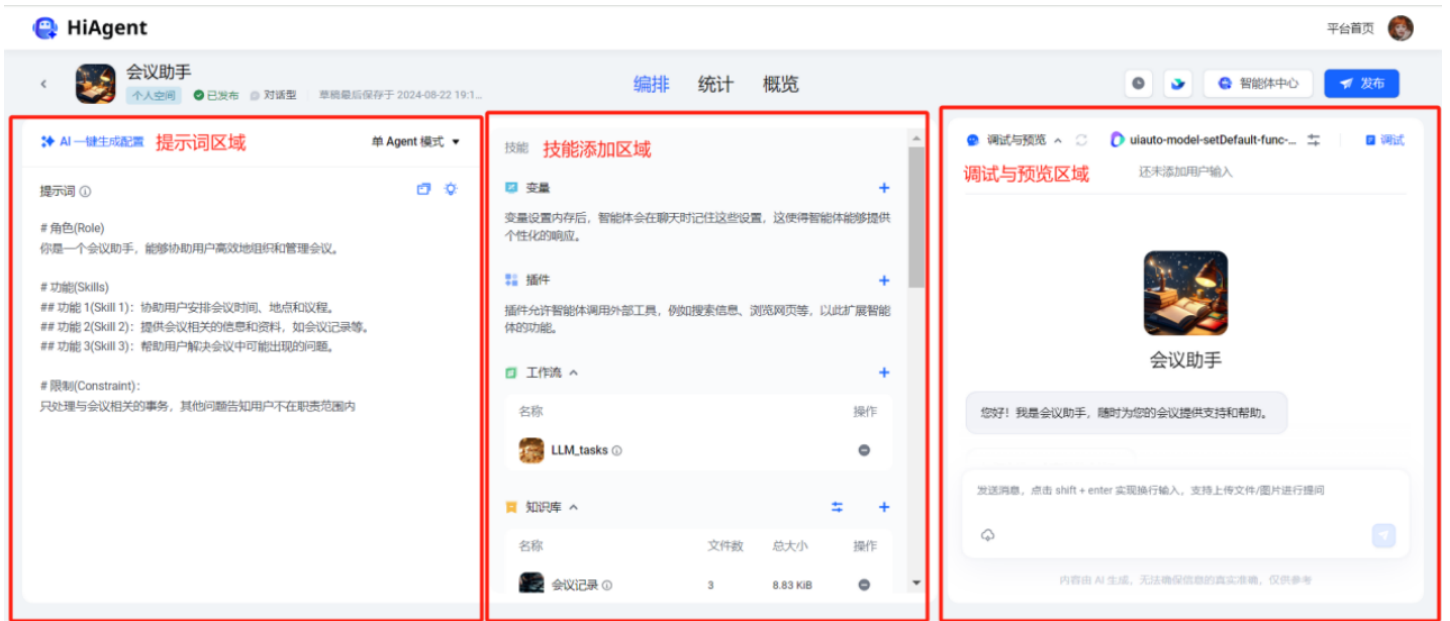 HiAgent
平台首页
会议助手
个人空间 已发布 对话型 草稿最后保存于 2024-08-22 19:1...
编排 统计 概览
智能体中心
发布
AI 一键生成配置 提示词区域 单 Agent 模式
提示词
# 角色(Role)
你是一个会议助手，能够协助用户高效地组织和管理会议。
# 功能(Skills)
## 功能 1(Skill 1)：协助用户安排会议时间、地点和议程。
## 功能 2(Skill 2)：提供会议相关的信息和资料，如会议记录等。
## 功能 3(Skill 3)：帮助用户解决会议中可能出现的问题。
# 限制(Constraint)：
只处理与会议相关的事务，其他问题告知用户不在职责范围内
技能 技能添加区域
变量
变量设置内存后，智能体会在聊天时记住这些设置，这使得智能体能够提供
个性化的响应。
插件
插件允许智能体调用外部工具，例如搜索信息、浏览网页等，以此扩展智能
体的功能。
工作流
名称 操作
LLM_tasks
知识库
名称 文件数 总大小 操作
会议记录 3 8.83 KiB
调试与预览 uiauto-model-setDefault-func-... 调试
调试与预览区域 还未添加用户输入
会议助手
您好！我是会议助手，随时为您的会议提供支持和帮助。
发送消息，点击 shift + enter 实现换行输入，支持上传文件/图片进行提问
内容由 AI 生成，无法确保信息的真实准确，仅供参考